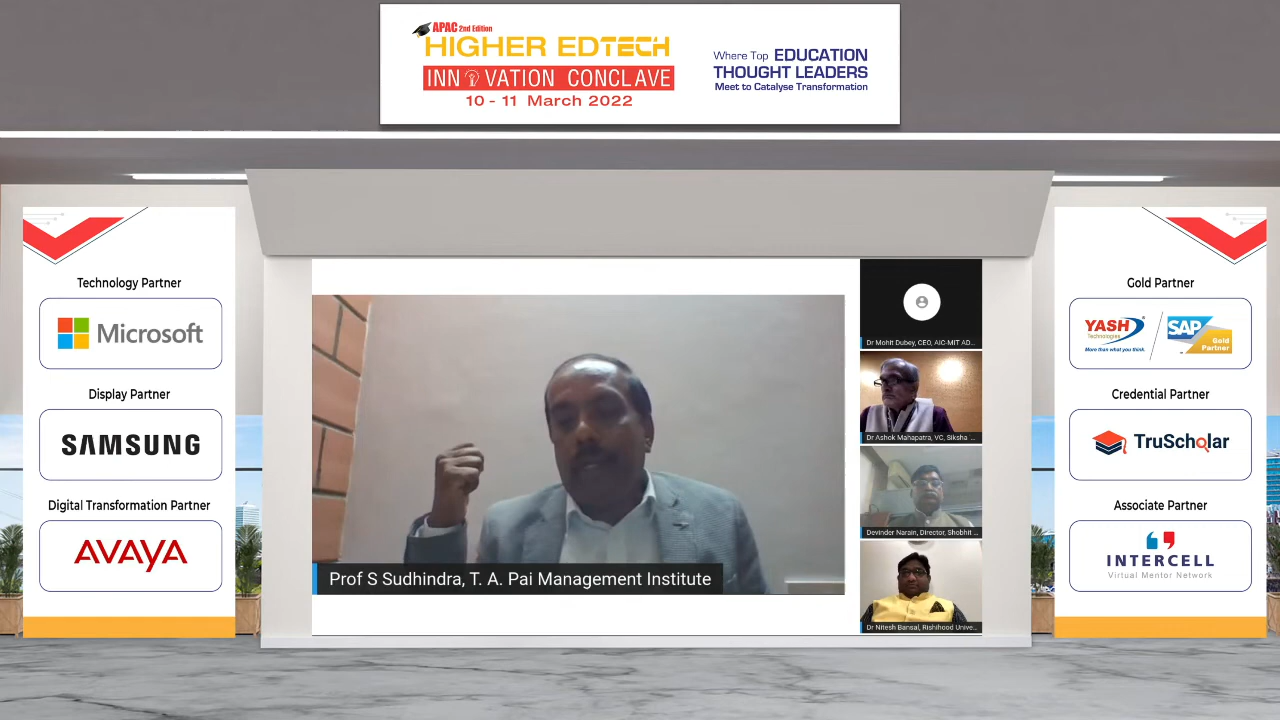 APAC 2nd Edition
HIGHER EDTECH
INNOVATION CONCLAVE
10 - 11 March 2022
Where Top EDUCATION
THOUGHT LEADERS
Meet to Catalyse Transformation
Technology Partner
Microsoft
Display Partner
SAMSUNG
Digital Transformation Partner
AVAYA
Prof S Sudhindra, T. A. Pai Management Institute
Dr Mohit Dubey, CEO, AIC-MIT AD...
Dr Ashok Mahapatra, VC, Siksha ...
Devinder Narain, Director, Shobhit ...
Dr Nitesh Bansal, Rishihood Unive...
Gold Partner
YASH
Technologies
More than what you think.
SAP
Gold
Partner
Credential Partner
TruScholar
Associate Partner
INTERCELL
Virtual Mentor Network